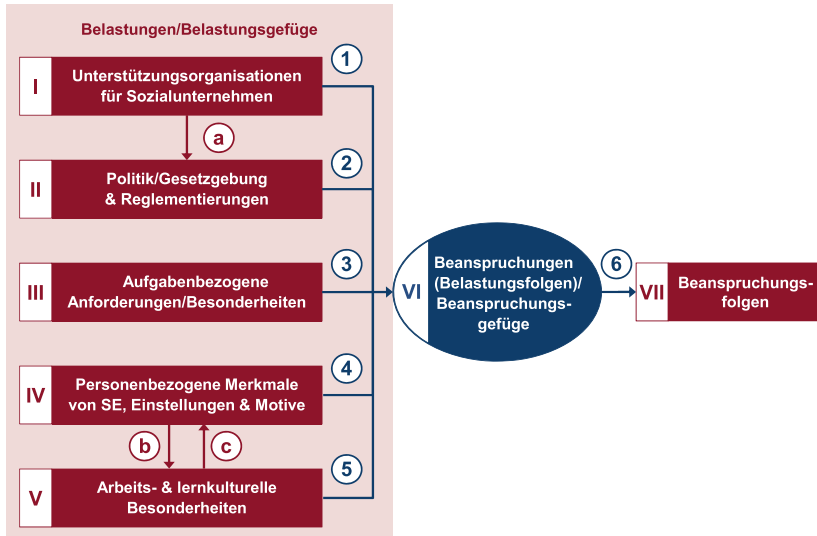 Belastungen/Belastungsgefüge
1
I
Unterstützungsorganisationen
für Sozialunternehmen
a
2
II
Politik/Gesetzgebung
& Reglementierungen
3
III
Aufgabenbezogene
Anforderungen/Besonderheiten
VI
Beanspruchungen
(Belastungsfolgen)/
Beanspruchungs-
gefüge
6
VII
Beanspruchungs-
folgen
4
IV
Personenbezogene Merkmale
von SE, Einstellungen & Motive
b
c
5
V
Arbeits- & lernkulturelle
Besonderheiten